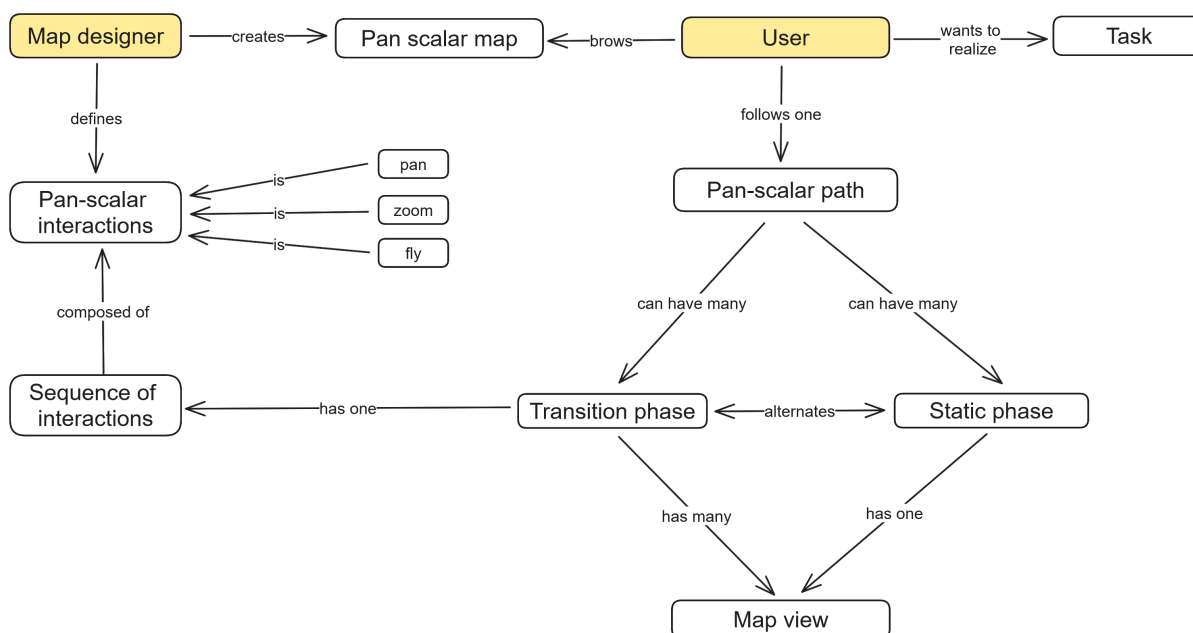 Map designer
creates
Pan scalar map
brows
User
wants to
realize
Task
defines
follows one
Pan-scalar
interactions
is
pan
is
zoom
is
fly
Pan-scalar path
composed of
can have many
can have many
Sequence of
interactions
has one
Transition phase
alternates
Static phase
has many
has one
Map view